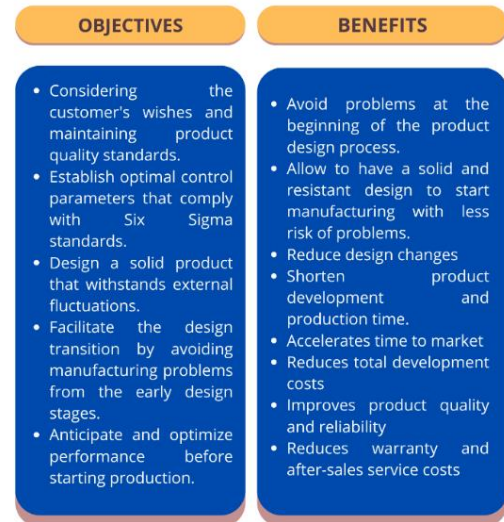 OBJECTIVES
• Considering the
customer's wishes and
maintaining product
quality standards.
• Establish optimal control
parameters that comply
with Six Sigma
standards.
• Design a solid product
that withstands external
fluctuations.
• Facilitate the design
transition by avoiding
manufacturing problems
from the early design
stages.
• Anticipate and optimize
performance before
starting production.
BENEFITS
• Avoid problems at the
beginning of the product
design process.
• Allow to have a solid and
resistant design to start
manufacturing with less
risk of problems.
• Reduce design changes
• Shorten product
development and
production time.
• Accelerates time to market
• Reduces total development
costs
• Improves product quality
and reliability
• Reduces warranty and
after-sales service costs